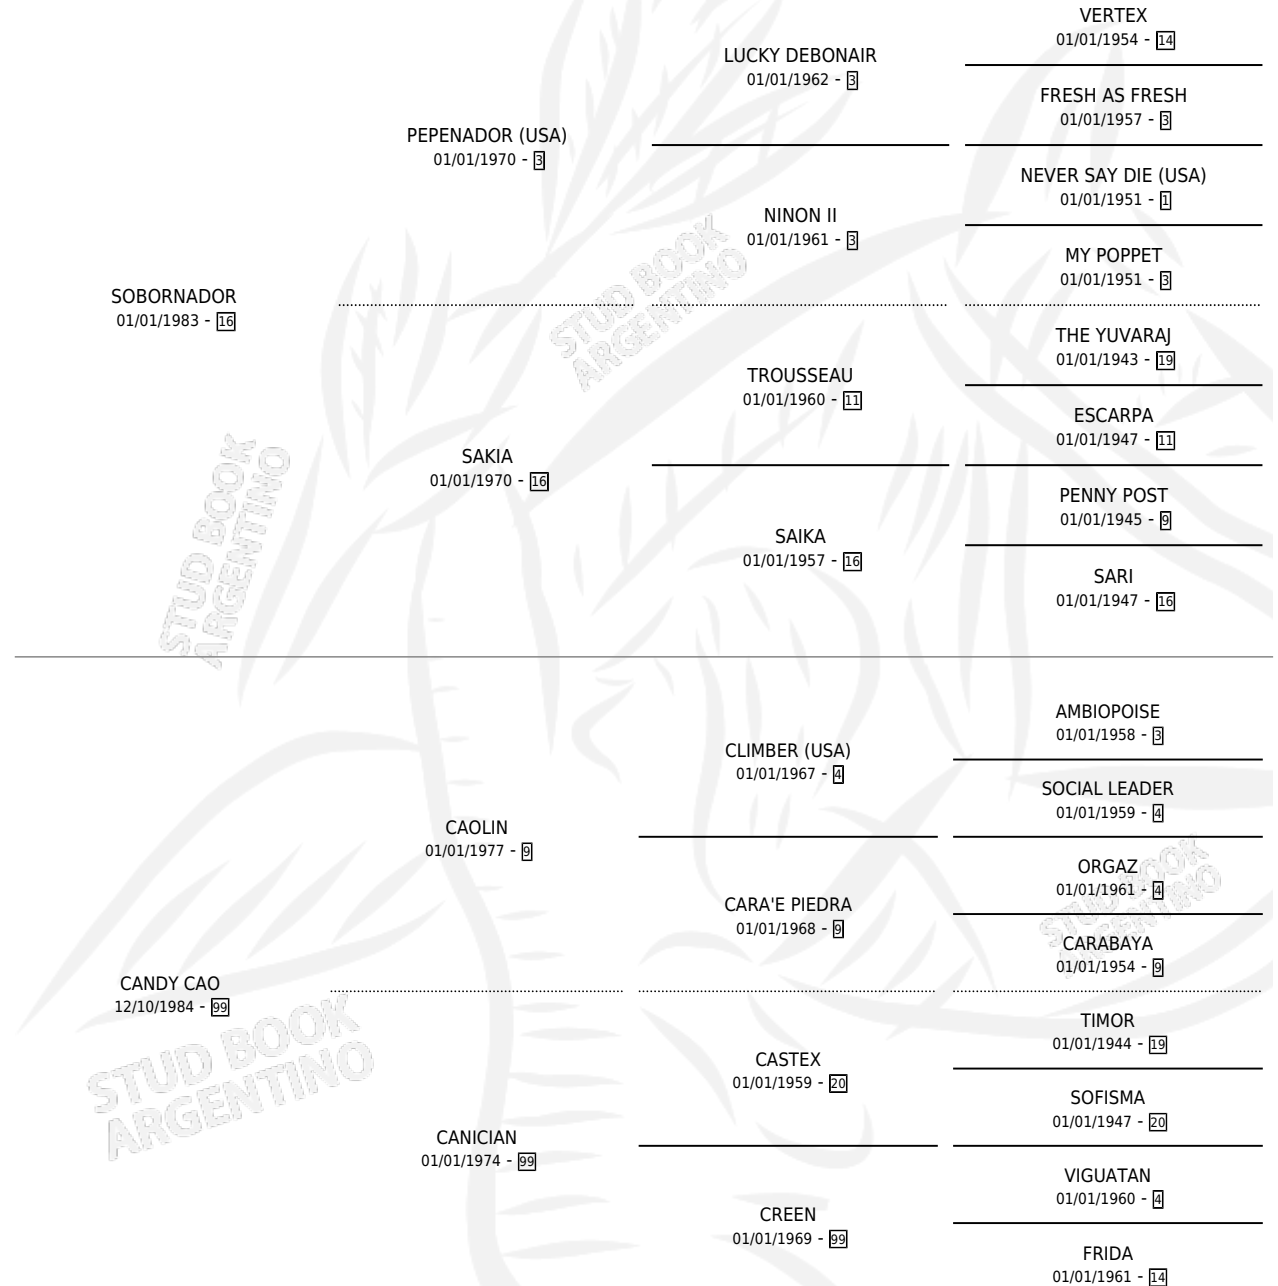 VERTEX
01/01/1954 - 14
LUCKY DEBONAIR
01/01/1962 - 3
FRESH AS FRESH
01/01/1957 - 3
PEPENADOR (USA)
01/01/1970 - 3
NEVER SAY DIE (USA)
01/01/1951 - 1
NINON II
01/01/1961 - 3
MY POPPET
01/01/1951 - 3
SOBORNADOR
01/01/1983 - 16
THE YUVARAJ
01/01/1943 - 19
TROUSSEAU
01/01/1960 - 11
ESCARPA
01/01/1947 - 11
SAKIA
01/01/1970 - 16
PENNY POST
01/01/1945 - 9
SAIKA
01/01/1957 - 16
SARI
01/01/1947 - 16
STUD BOOK
ARGENTINO
STUD BOOK
ARGENTINO
AMBIOPOISE
01/01/1958 - 3
CLIMBER (USA)
01/01/1967 - 4
SOCIAL LEADER
01/01/1959 - 4
CAOLIN
01/01/1977 - 9
ORGAZ
01/01/1961 - 4
CARA'E PIEDRA
01/01/1968 - 9
CARABAYA
01/01/1954 - 9
STUD BOOK
ARGENTINO
CANDY CAO
12/10/1984 - 99
TIMOR
01/01/1944 - 19
CASTEX
01/01/1959 - 20
SOFISMA
01/01/1947 - 20
STUD BOOK
ARGENTINO
CANICIAN
01/01/1974 - 99
VIGUATAN
01/01/1960 - 4
CREEN
01/01/1969 - 99
FRIDA
01/01/1961 - 14